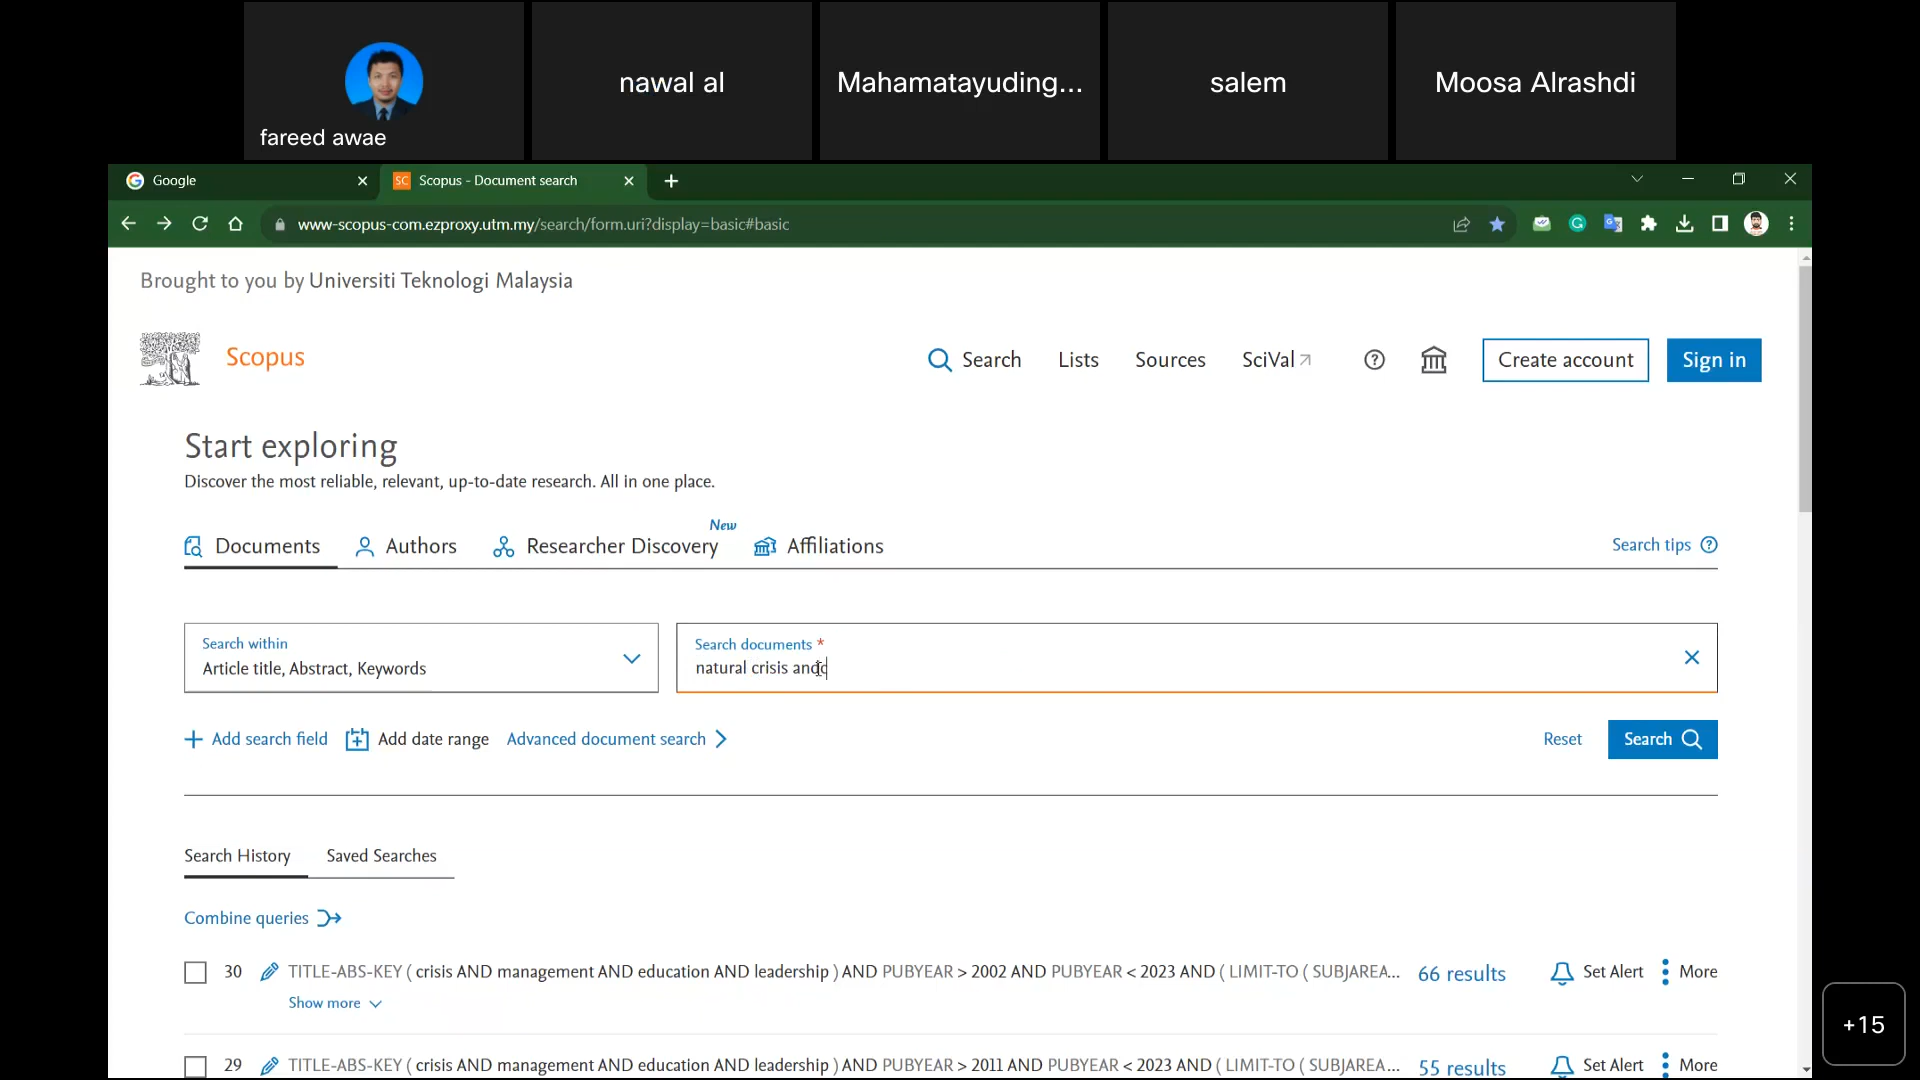 fareed awae
nawal al
Mahamatayuding...
salem
Moosa Alrashdi
Google
SC Scopus - Document search
www-scopus-com.ezproxy.utm.my/search/form.uri?display=basic#basic
Brought to you by Universiti Teknologi Malaysia
Scopus
Search Lists Sources SciVal Create account Sign in
Start exploring
Discover the most reliable, relevant, up-to-date research. All in one place.
New
Documents Authors Researcher Discovery Affiliations Search tips
Search within
Article title, Abstract, Keywords
Search documents *
natural crisis andc
Add search field Add date range Advanced document search Reset Search
Search History Saved Searches
Combine queries
30 TITLE-ABS-KEY ( crisis AND management AND education AND leadership ) AND PUBYEAR > 2002 AND PUBYEAR < 2023 AND ( LIMIT-TO ( SUBJAREA... 66 results Set Alert More
Show more
+15
29 TITLE-ABS-KEY ( crisis AND management AND education AND leadership ) AND PUBYEAR > 2011 AND PUBYEAR < 2023 AND ( LIMIT-TO ( SUBJAREA... 55 results Set Alert More